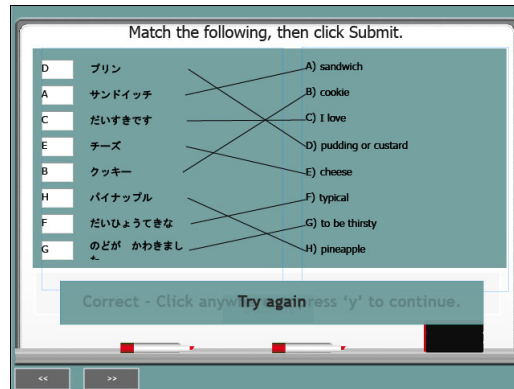 Match the following, then click Submit.
D プリン A) sandwich
A サンドイッチ B) cookie
C だいすきです C) I love
E チーズ D) pudding or custard
B クッキー E) cheese
H パイナップル F) typical
F だいひょうてきな G) to be thirsty
G のどが かわきまし H) pineapple
た
Correct - Click anyw press 'y' to continue.
Try again
<< >>